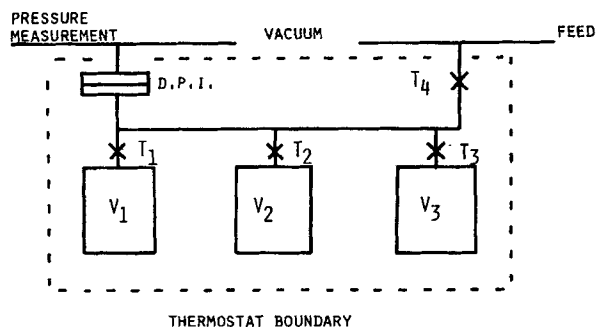 PRESSURE
MEASUREMENT
VACUUM
FEED
D.P.I.
T4
T1
T2
T3
V1
V2
V3
THERMOSTAT BOUNDARY